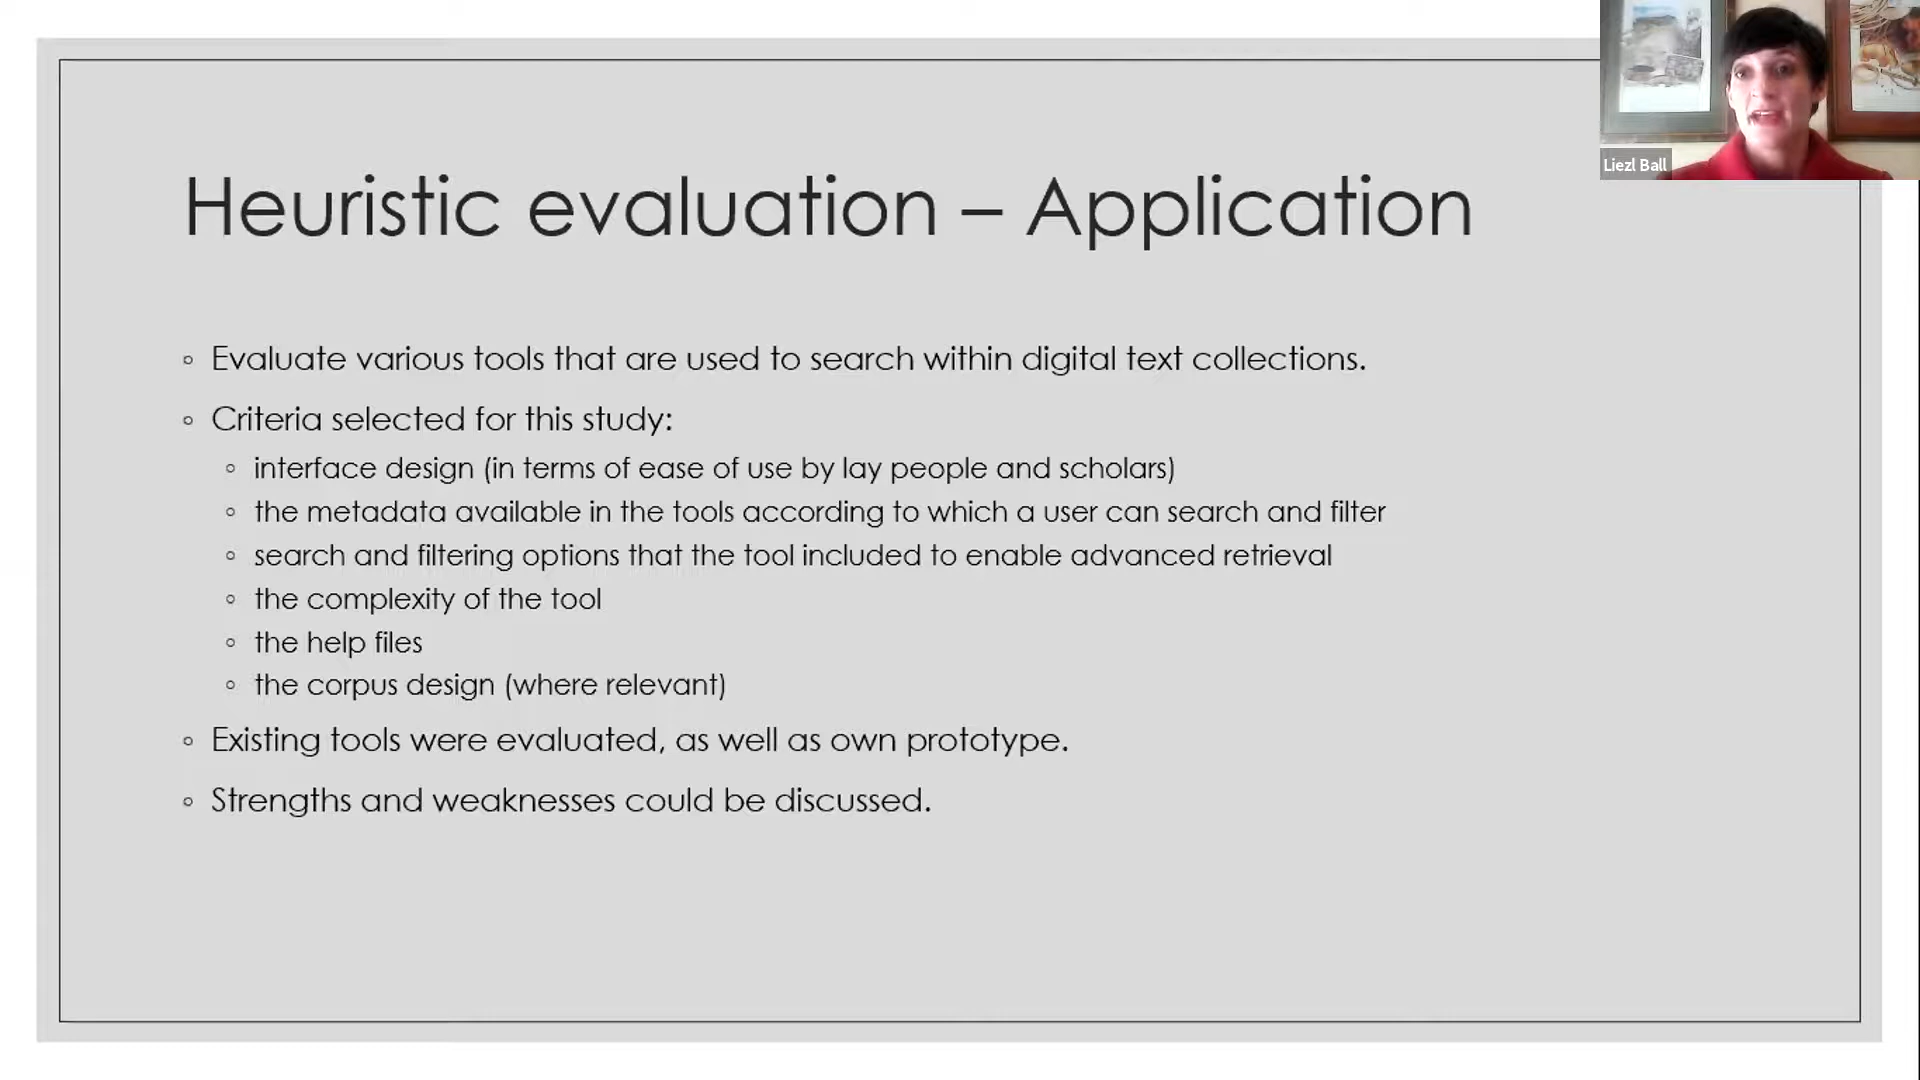 Liezl Ball
Heuristic evaluation – Application
◦ Evaluate various tools that are used to search within digital text collections.
◦ Criteria selected for this study:
◦ interface design (in terms of ease of use by lay people and scholars)
◦ the metadata available in the tools according to which a user can search and filter
◦ search and filtering options that the tool included to enable advanced retrieval
◦ the complexity of the tool
◦ the help files
◦ the corpus design (where relevant)
◦ Existing tools were evaluated, as well as own prototype.
◦ Strengths and weaknesses could be discussed.